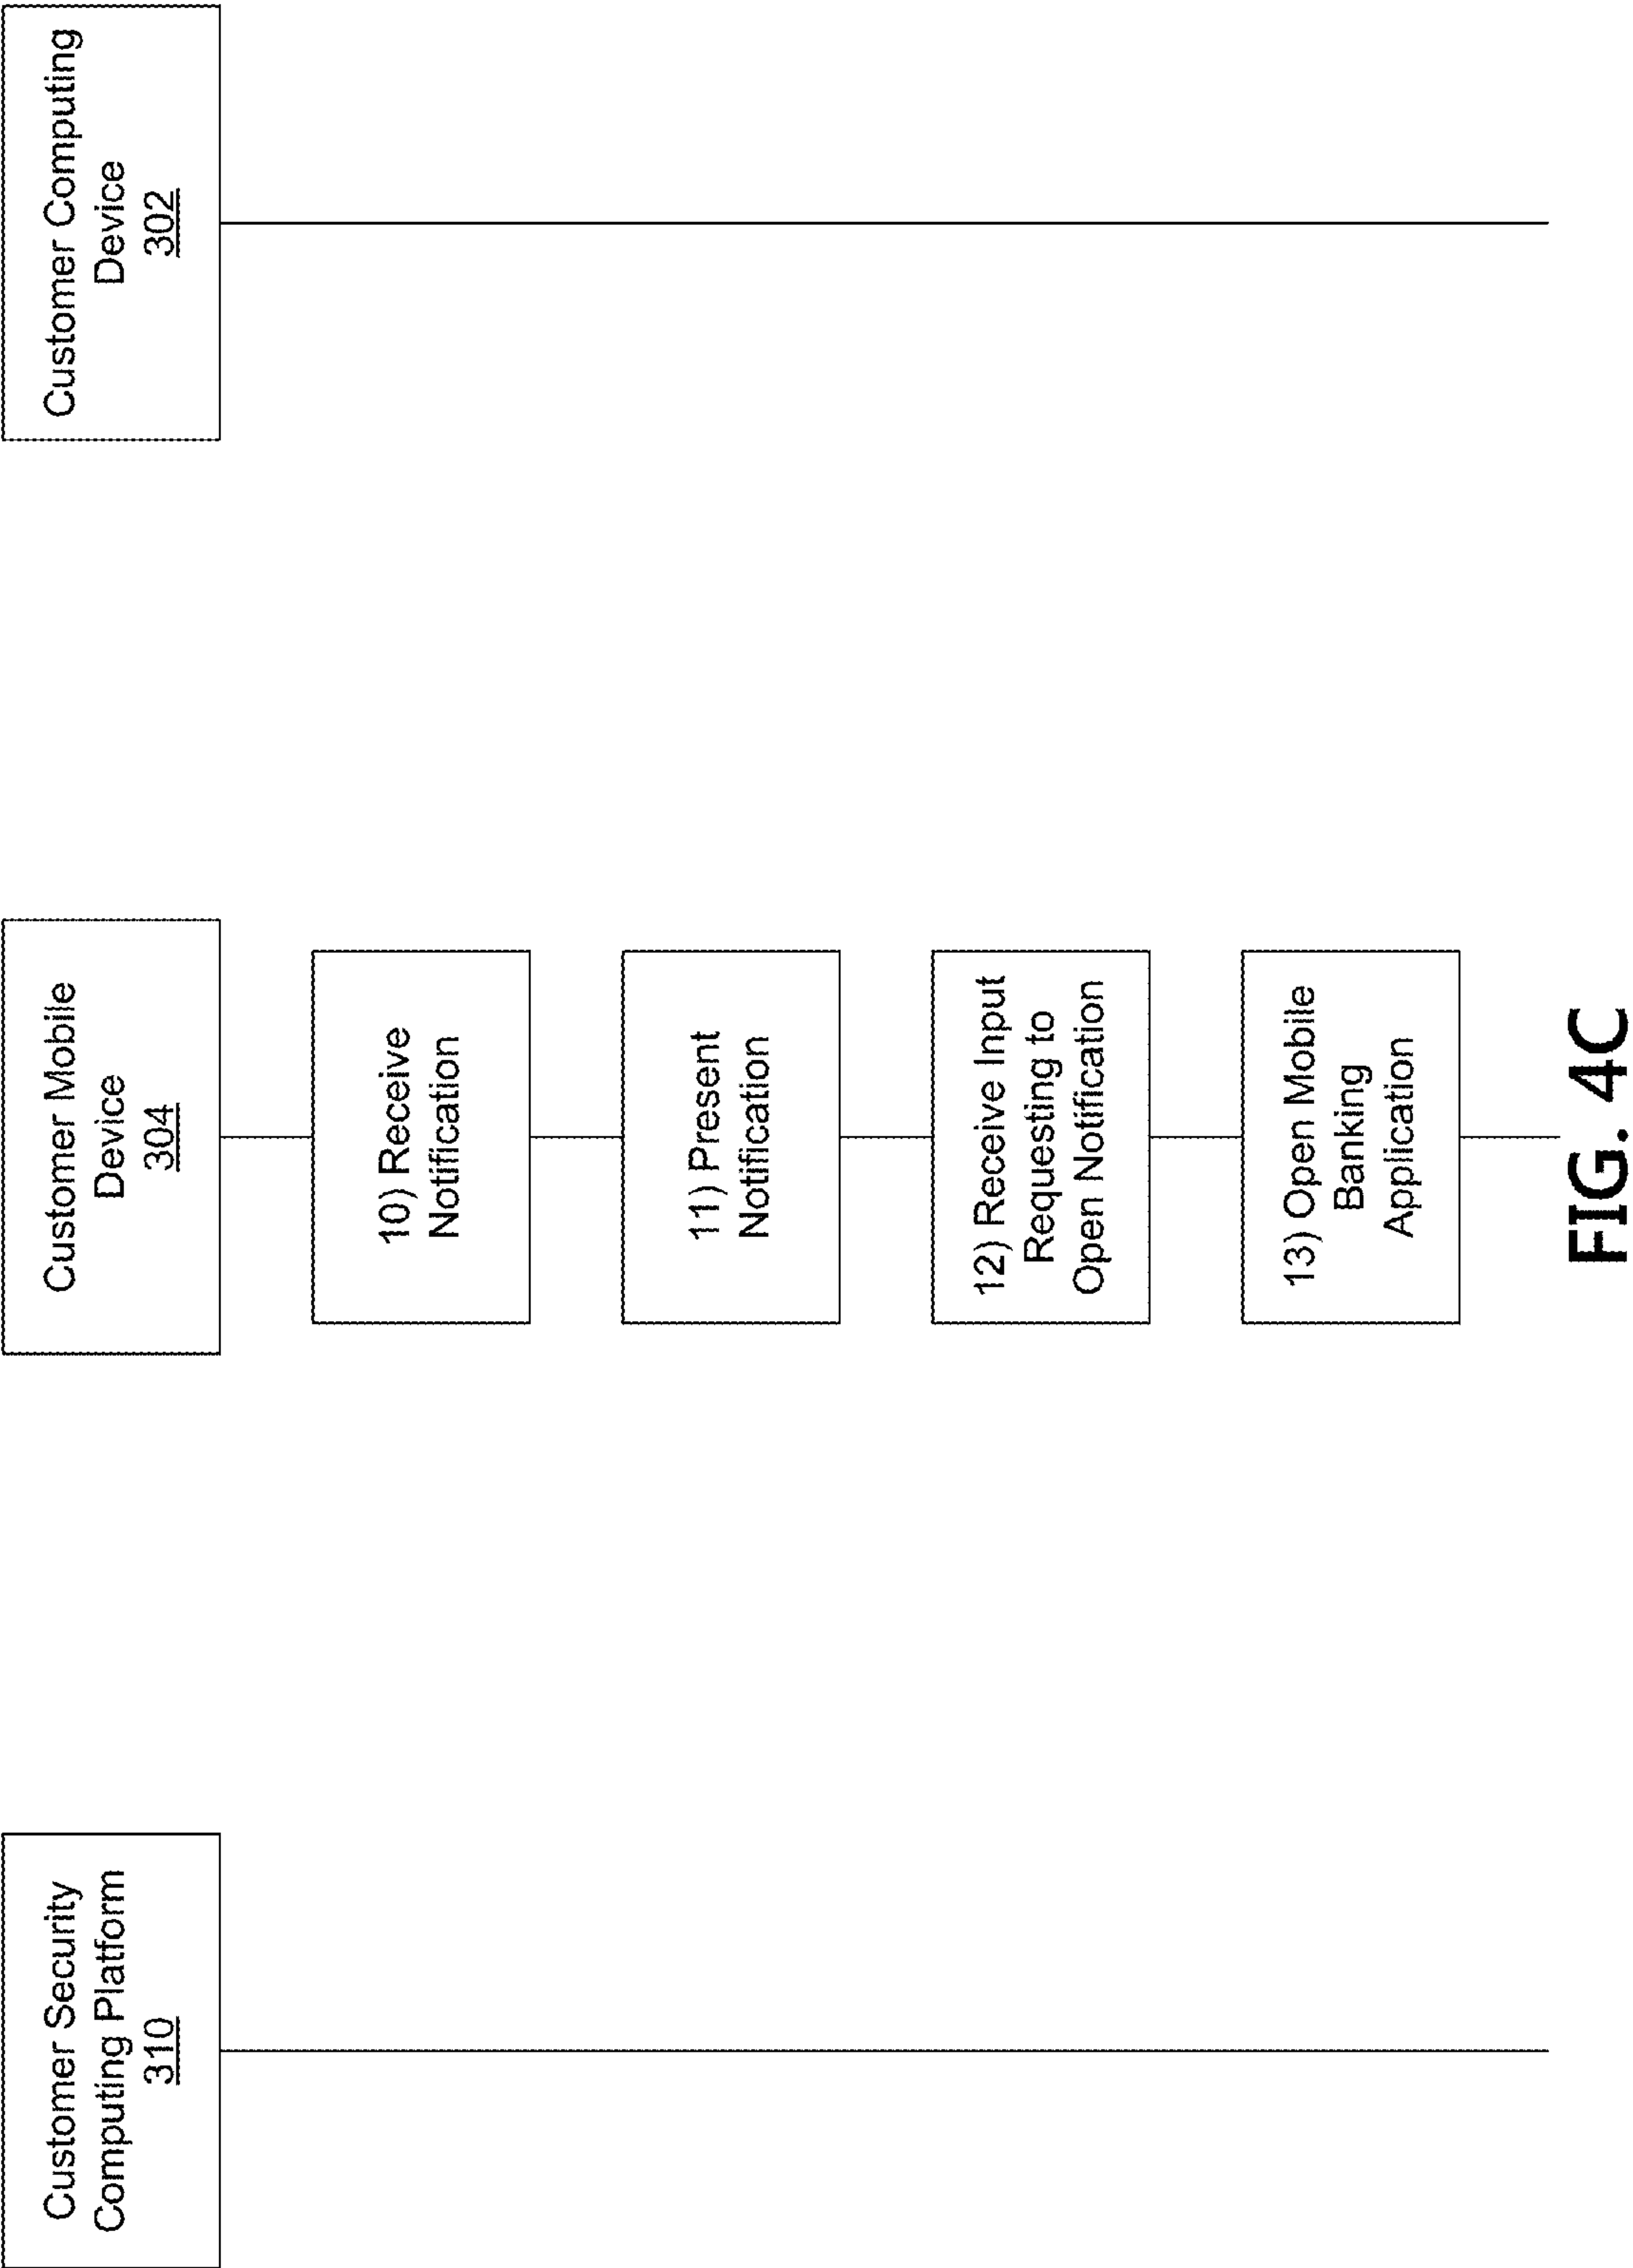 Customer Security
Computing Platform
310
Customer Mobile
Device
304
Customer Computing
Device
302
10) Receive
Notification
11) Present
Notification
12) Receive Input
Requesting to
Open Notification
13) Open Mobile
Banking
Application
FIG. 4C